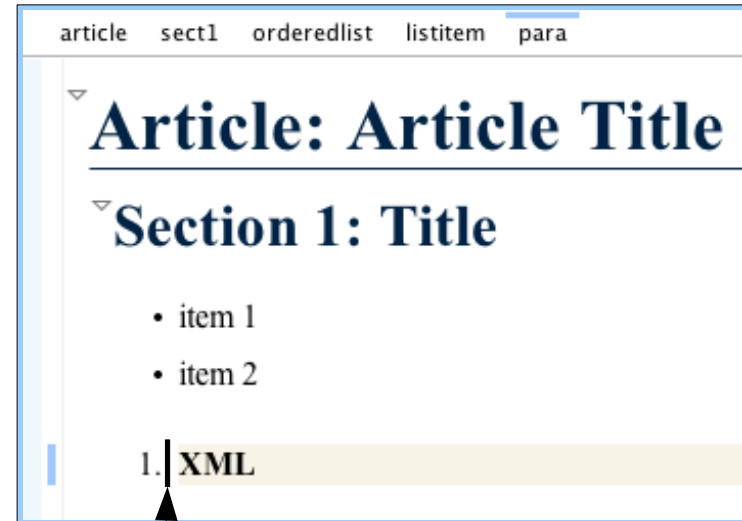 article sect1 orderedlist listitem para
Article: Article Title
Section 1: Title
• item 1
• item 2
1. XML